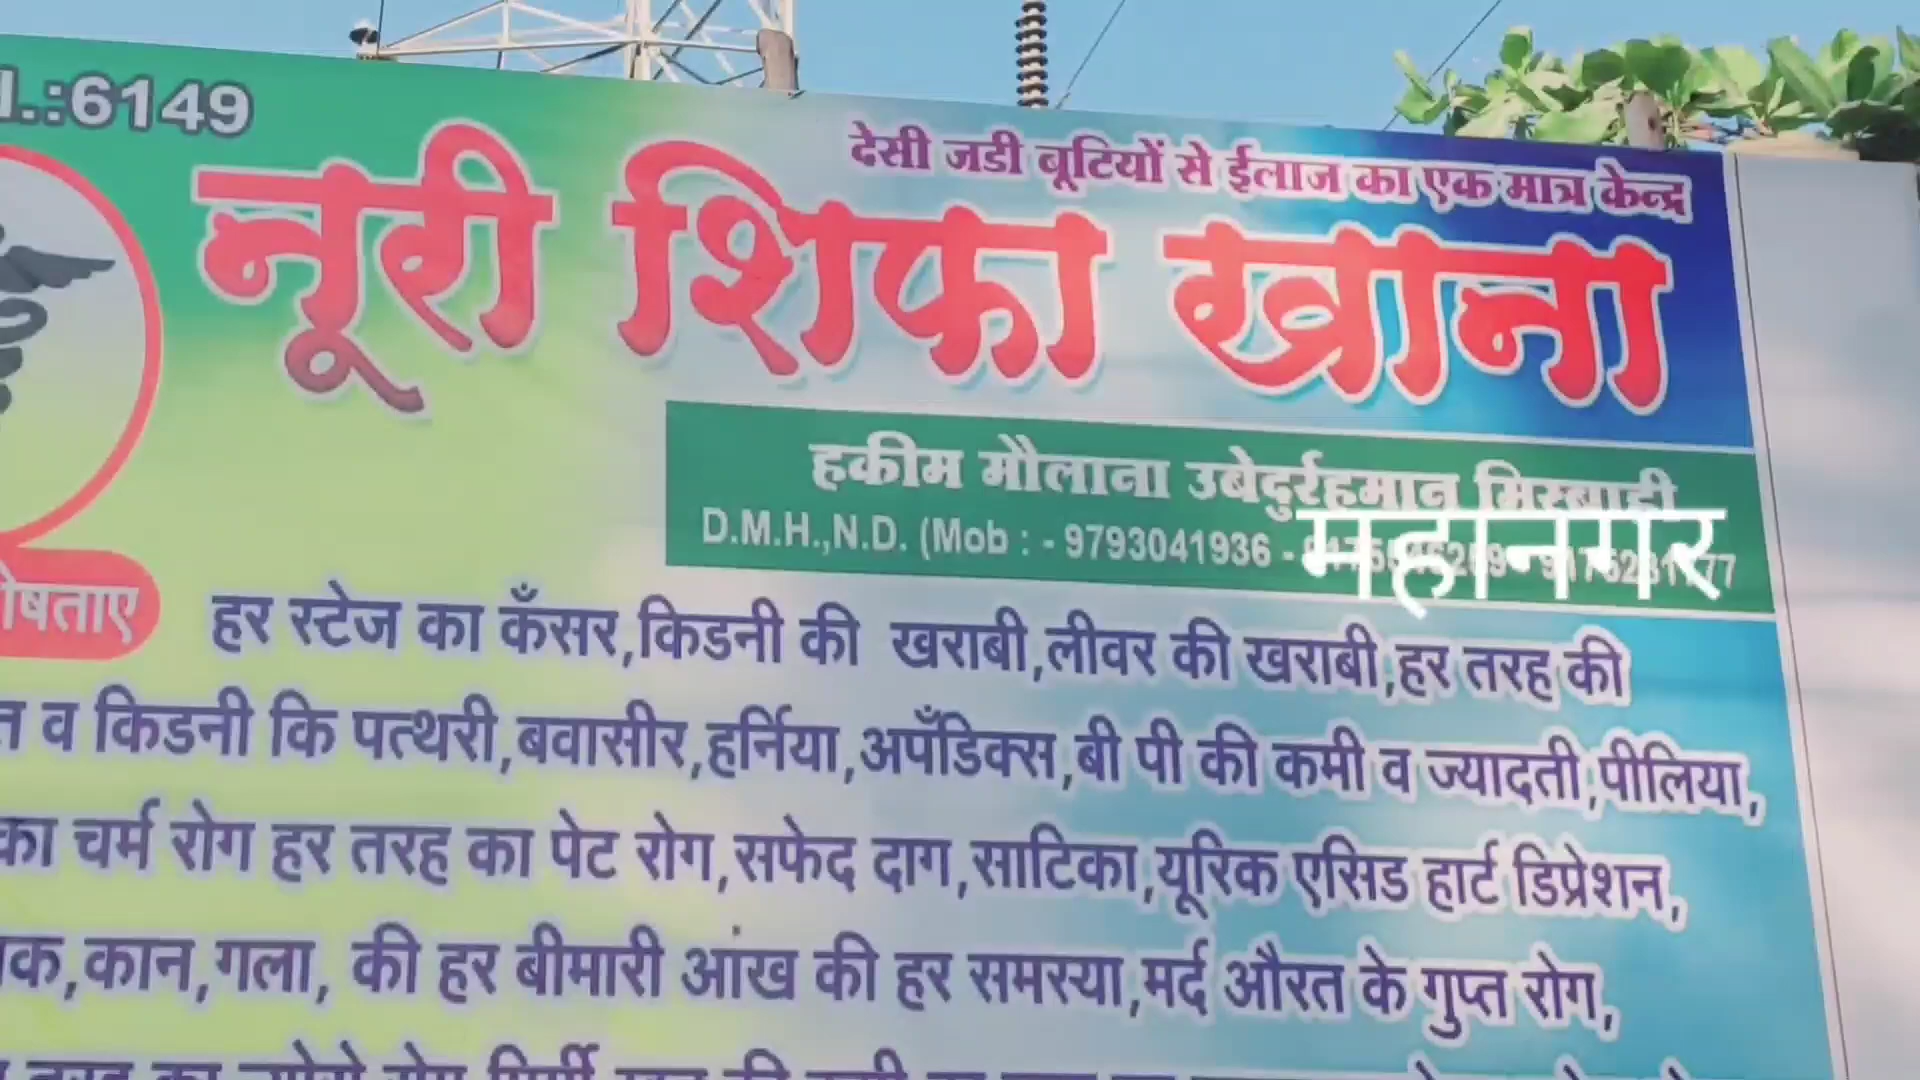 6149
देसी जडी बूटियों से ईलाज का एक मात्र केन्द्र
नूरी शिफा खाना
हकीम मौलाना उबेदुर्रहमान मिस्बाही
D.M.H.,N.D. (Mob : - 9793041936 -
महानगर
हर स्टेज का कँसर,किडनी की खराबी,लीवर की खराबी,हर तरह की
व किडनी कि पत्थरी,बवासीर,हर्निया,अपँडिक्स,बी पी की कमी व ज्यादती,पीलिया,
का चर्म रोग हर तरह का पेट रोग,सफेद दाग,साटिका,यूरिक एसिड हार्ट डिप्रेशन,
कान,गला, की हर बीमारी आंख की हर समस्या,मर्द औरत के गुप्त रोग,